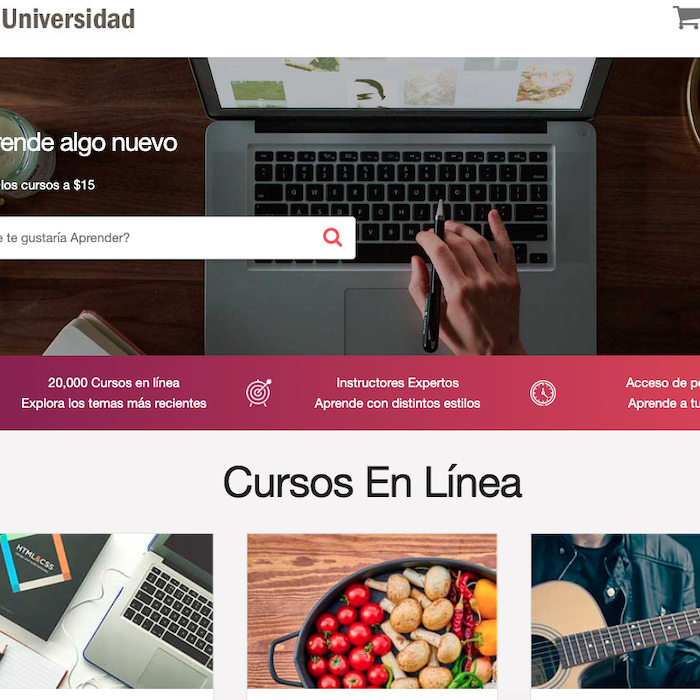 Universidad
rende algo nuevo
los cursos a $15
e te gustaría Aprender?
20,000 Cursos en línea
Explora los temas más recientes
Instructores Expertos
Aprende con distintos estilos
Acceso de pe
Aprende a tu
Cursos En Línea
HTML&CSS